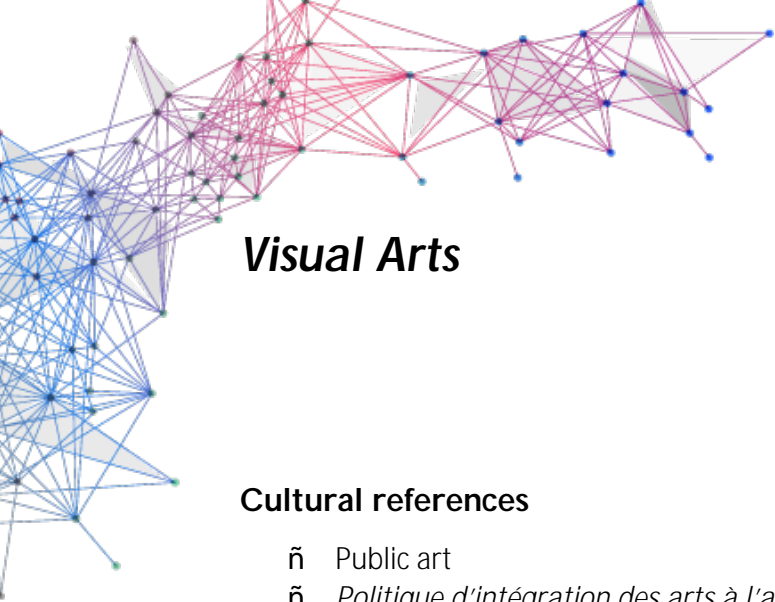 Visual Arts
Cultural references
ñ Public art
ñ Politique d'intégration des arts à l'a